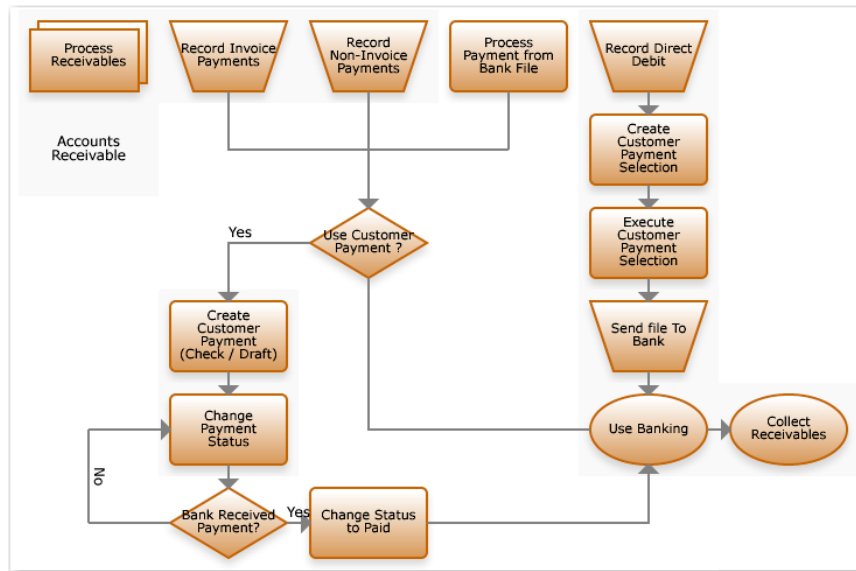 Process
Receivables
Record Invoice
Payments
Record
Non-Invoice
Payments
Process
Payment from
Bank File
Record Direct
Debit
Accounts
Receivable
Create
Customer
Payment
Selection
Use Customer
Payment ?
Yes
Execute
Customer
Payment
Selection
Create
Customer
Payment
(Check / Draft)
Send file To
Bank
Change
Payment
Status
Use Banking
Collect
Receivables
No
Bank Received
Payment?
Yes
Change Status
to Paid